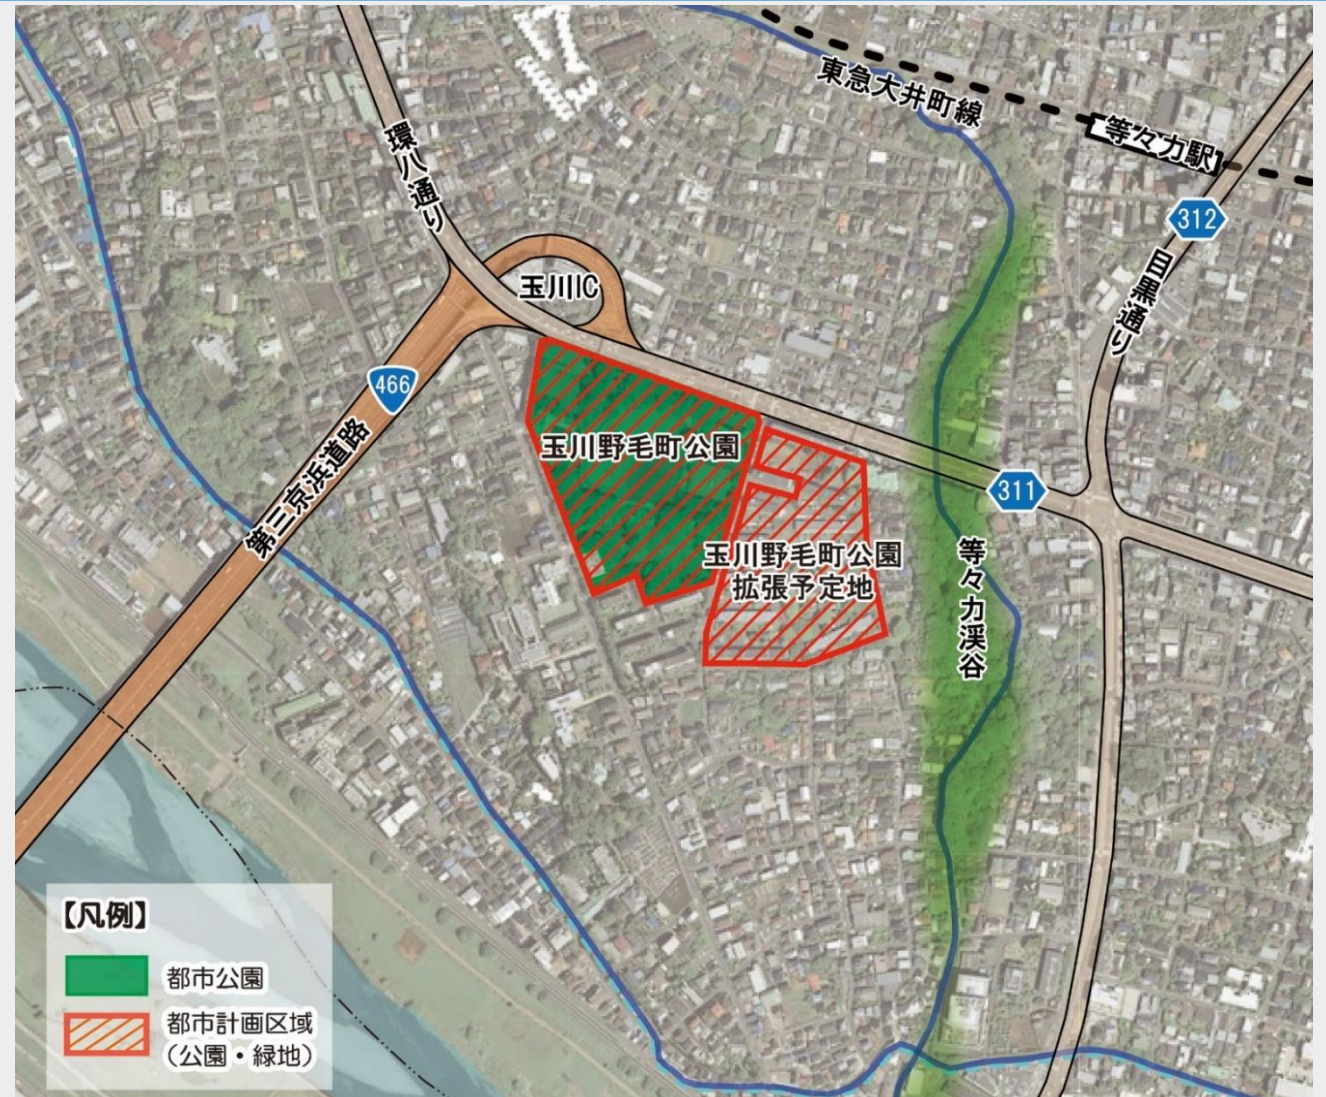 東急大井町線
等々力駅
環八通り
312
玉川IC
目黒通り
466
玉川野毛町公園
第三京浜道路
311
玉川野毛町公園
拡張予定地
等々力渓谷
【凡例】
都市公園
都市計画区域
（公園・緑地）